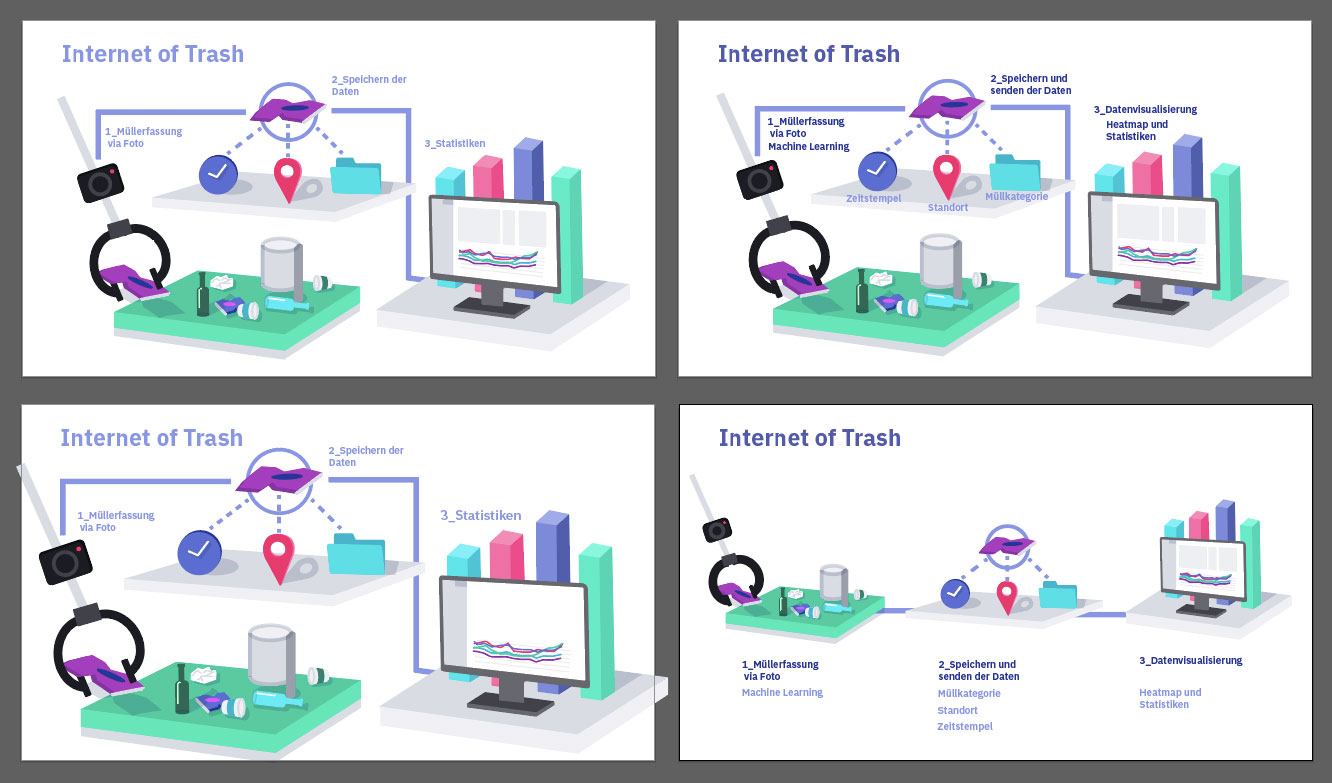 Internet of Trash
2_Speichern der
Daten
1_Müllerfassung
via Foto
3_Statistiken
Internet of Trash
2_Speichern und
senden der Daten
3_Datenvisualisierung
Heatmap und
Statistiken
1_Müllerfassung
via Foto
Machine Learning
Zeitstempel
Standort
Müllkategorie
Internet of Trash
2_Speichern der
Daten
1_Müllerfassung
via Foto
3_Statistiken
Internet of Trash
1_Müllerfassung
via Foto
Machine Learning
2_Speichern und
senden der Daten
Müllkategorie
Standort
Zeitstempel
3_Datenvisualisierung
Heatmap und
Statistiken